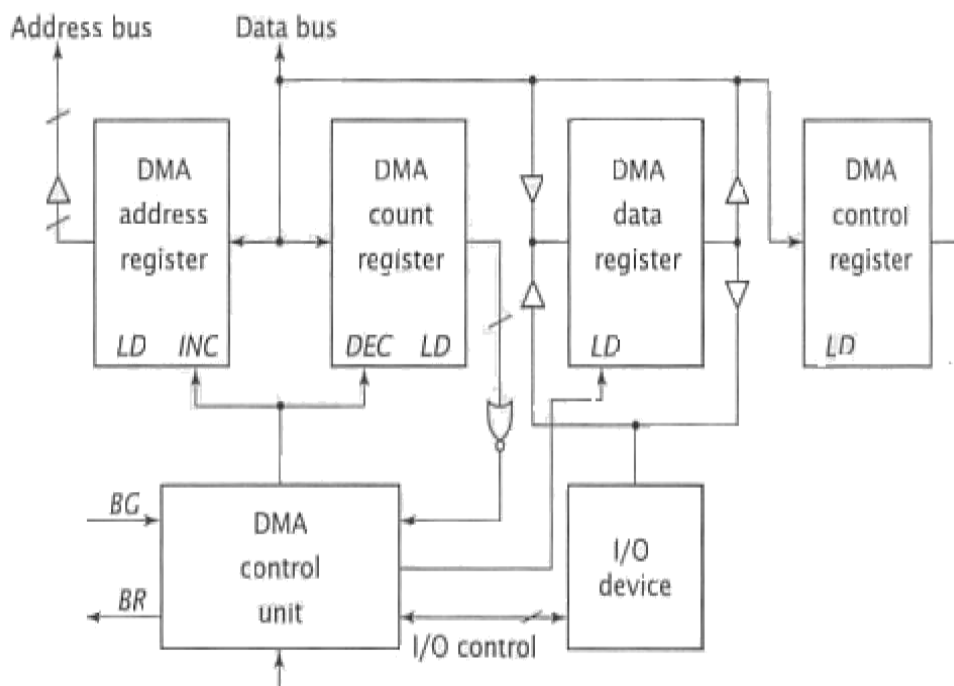 Address bus
Data bus
DMA
address
register
LD INC
DMA
count
register
DEC LD
DMA
data
register
LD
DMA
control
register
LD
BG
BR
DMA
control
unit
I/O control
I/O
device